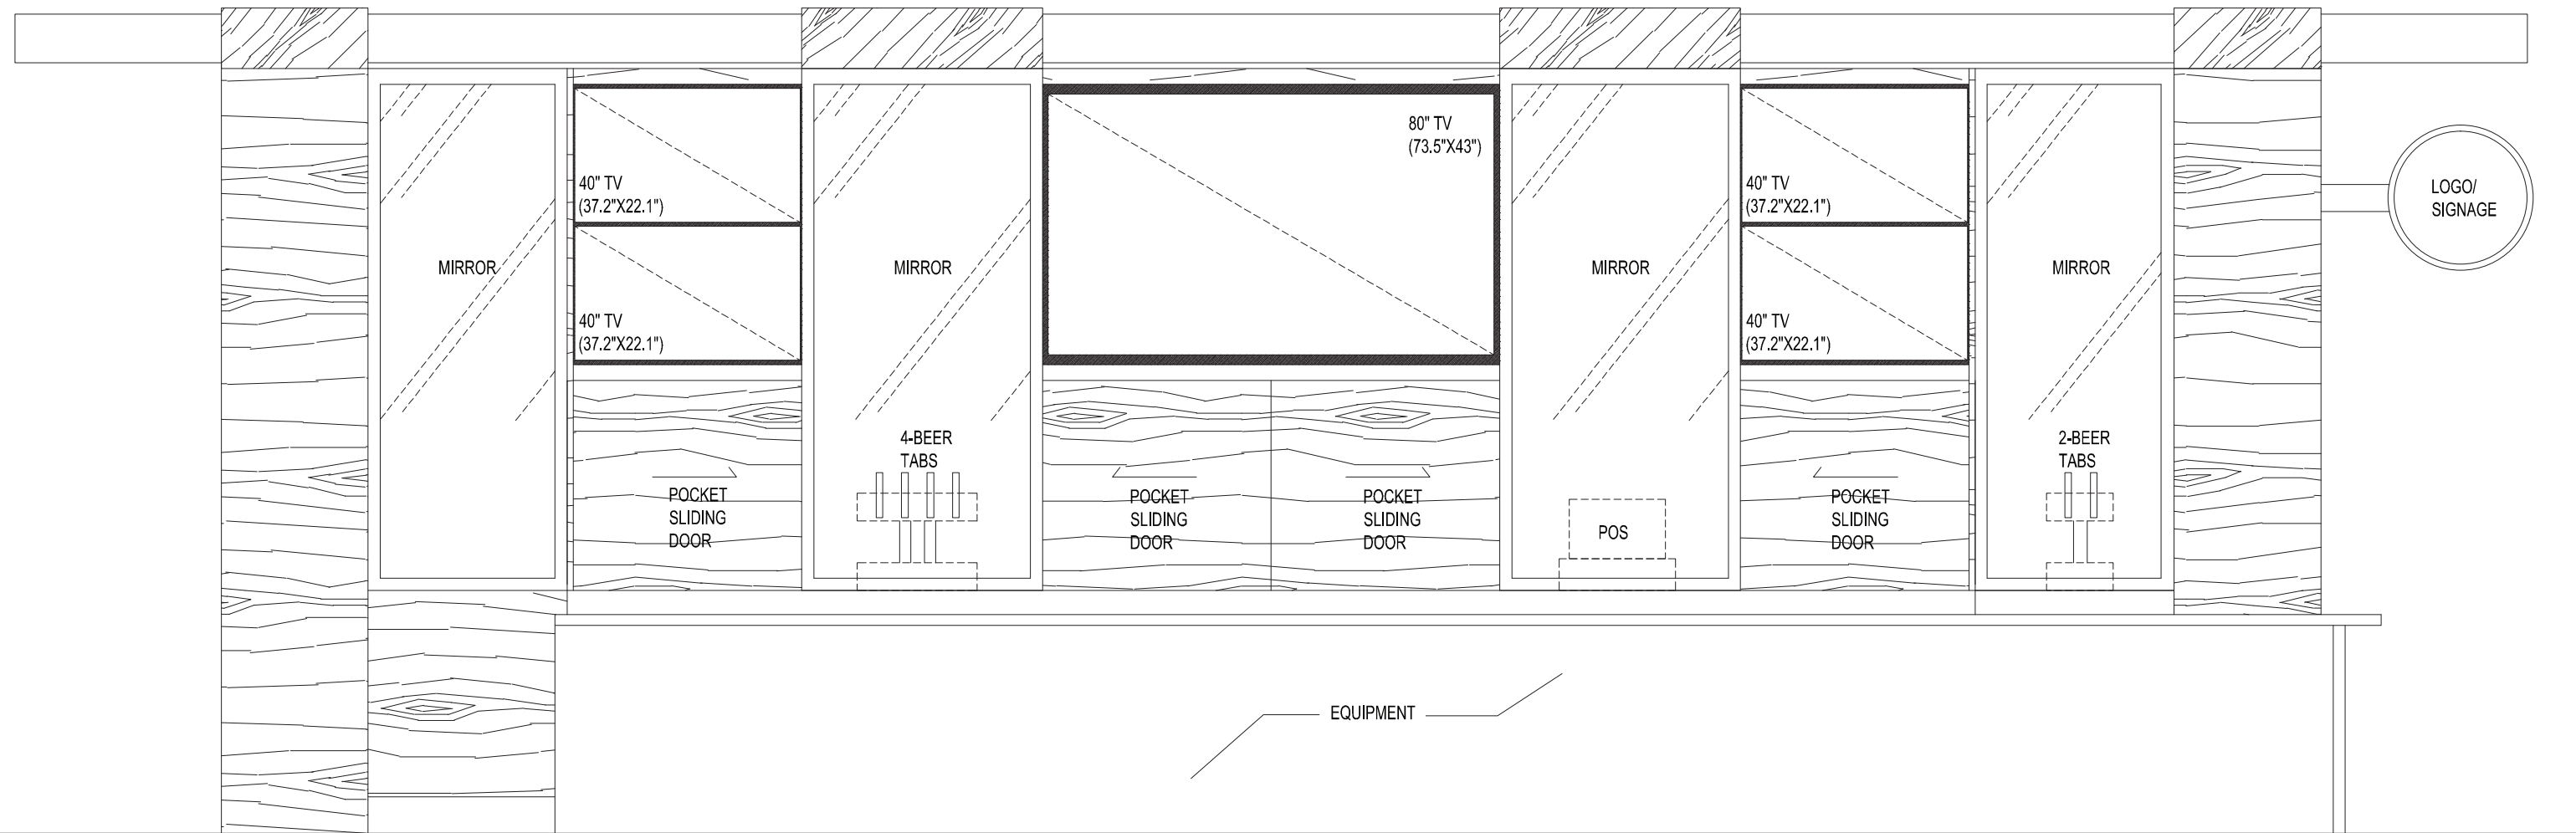 80" TV
(73.5"X43")
40" TV
(37.2"X22.1")
40" TV
(37.2"X22.1")
LOGO/
SIGNAGE
MIRROR
MIRROR
MIRROR
MIRROR
40" TV
(37.2"X22.1")
40" TV
(37.2"X22.1")
4-BEER
TABS
2-BEER
TABS
POCKET
SLIDING
DOOR
POCKET
SLIDING
DOOR
POCKET
SLIDING
DOOR
POS
POCKET
SLIDING
DOOR
EQUIPMENT